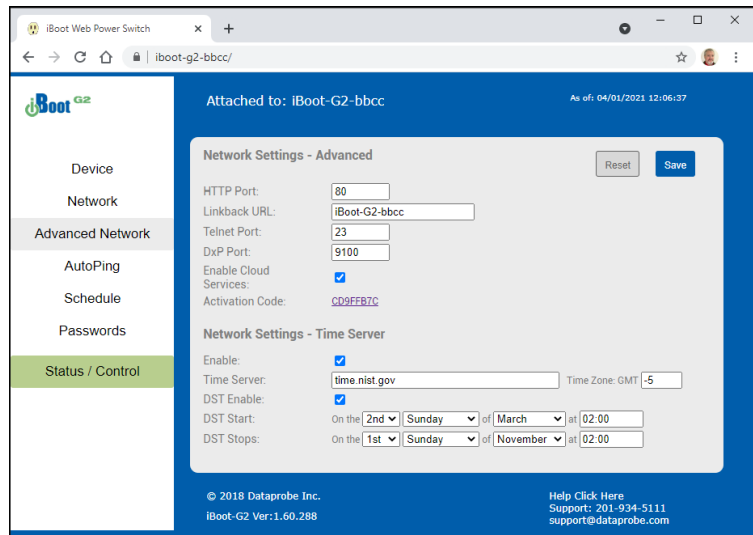 iBoot Web Power Switch
iboot-g2-bbcc/
iBoot G2
Attached to: iBoot-G2-bbcc
As of: 04/01/2021 12:06:37
Device
Network
Advanced Network
AutoPing
Schedule
Passwords
Status / Control
Network Settings - Advanced
Reset
Save
HTTP Port: 80
Linkback URL: iBoot-G2-bbcc
Telnet Port: 23
DxP Port: 9100
Enable Cloud
Services:
Activation Code: CD9FFB7C
Network Settings - Time Server
Enable:
Time Server: time.nist.gov Time Zone: GMT -5
DST Enable:
DST Start: On the 2nd Sunday of March at 02:00
DST Stops: On the 1st Sunday of November at 02:00
© 2018 Dataprobe Inc.
iBoot-G2 Ver:1.60.288
Help Click Here
Support: 201-934-5111
support@dataprobe.com